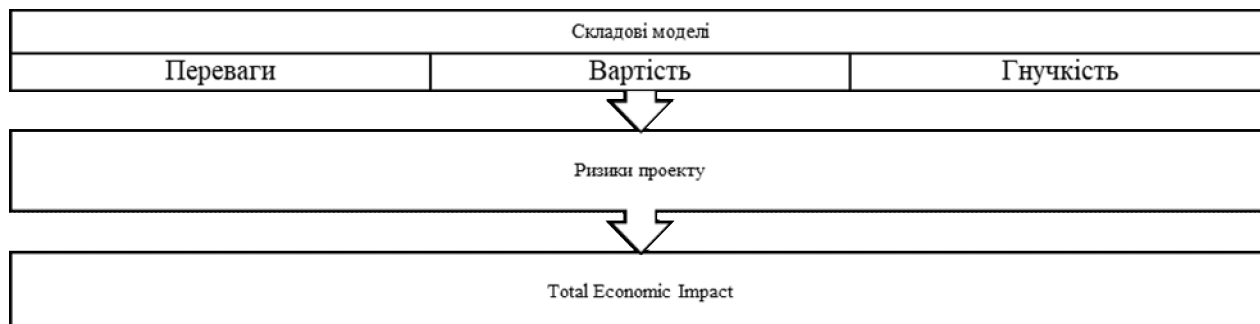 Складові моделі
Переваги Вартість Гнучкість
Ризики проекту
Total Economic Impact